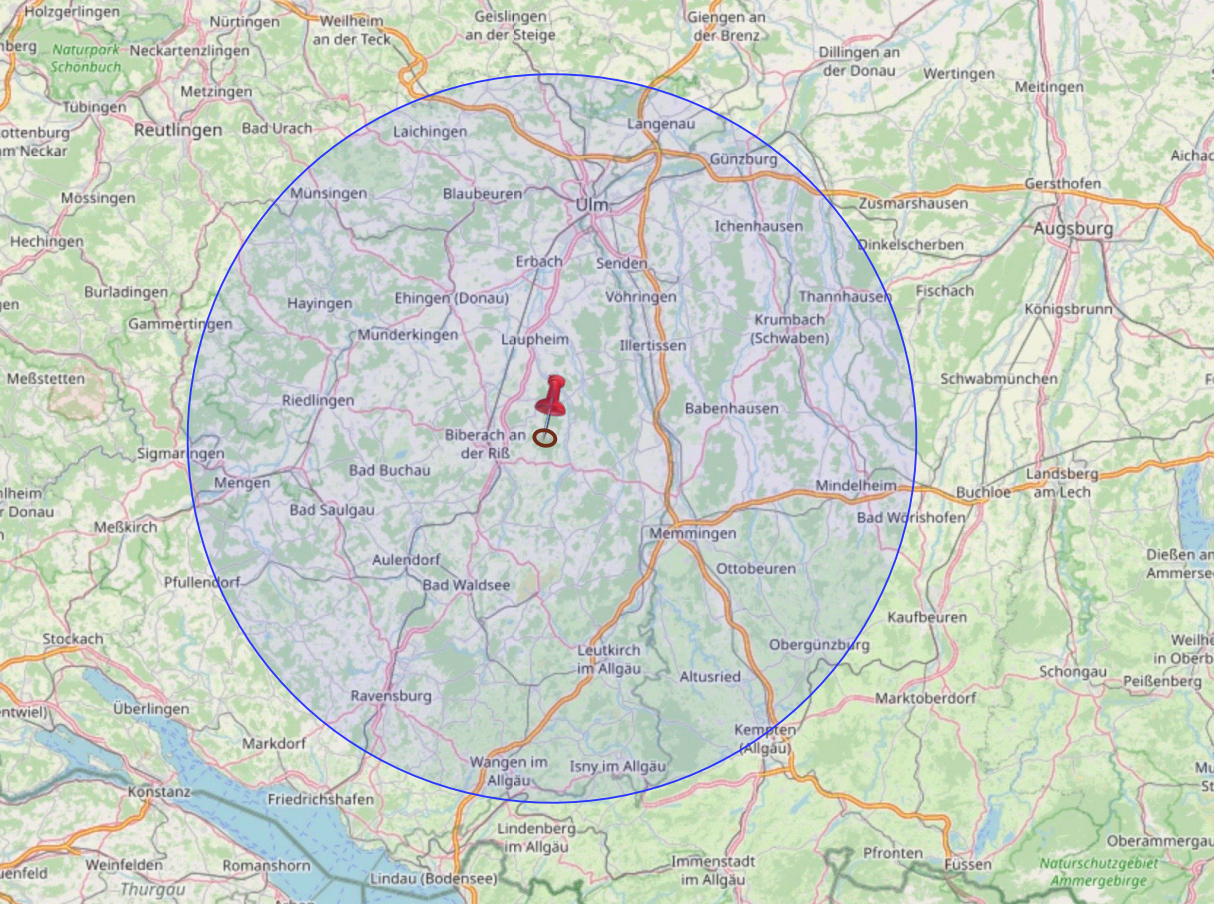 Holzgerlingen
Nürtingen
Weilheim
an der Teck
Geislingen
an der Steige
Giengen an
der Brenz
Dillingen an
der Donau
Naturpark
Schönbuch
Neckartenzlingen
Wertingen
Metzingen
Meitingen
Tübingen
Reutlingen
Bad Urach
Laichingen
Langenau
am Neckar
Günzburg
Aichac
Münsingen
Blaubeuren
Ulm
Gersthofen
Mössingen
Zusmarshausen
Ichenhausen
Augsburg
Hechingen
Dinkelscherben
Erbach
Senden
Burladingen
Hayingen
Ehingen (Donau)
Vöhringen
Thannhausen
Fischach
Königsbrunn
Gammertingen
Munderkingen
Laupheim
Illertissen
Krumbach
(Schwaben)
Meßstetten
Schwabmünchen
Riedlingen
Babenhausen
Biberach an
der Riß
Sigmaringen
Bad Buchau
Mengen
Mindelheim
Buchloe
Landsberg
am Lech
Bad Saulgau
Bad Wörishofen
Meßkirch
Memmingen
Dießen am
Ammerse
Aulendorf
Ottobeuren
Pfullendorf
Bad Waldsee
Kaufbeuren
Stockach
Obergünzburg
Leutkirch
im Allgäu
Altusried
Schongau
Weilhe
in Oberb
Peißenberg
Ravensburg
Marktoberdorf
Überlingen
Kempten
(Allgäu)
Markdorf
Wangen im
Allgäu
Isny im Allgäu
Konstanz
Friedrichshafen
Lindenberg
im Allgäu
Weinfelden
Romanshorn
Immenstadt
im Allgäu
Pfronten
Füssen
Oberammergau
Naturschutzgebiet
Ammergebirge
Thurgau
Lindau (Bodensee)